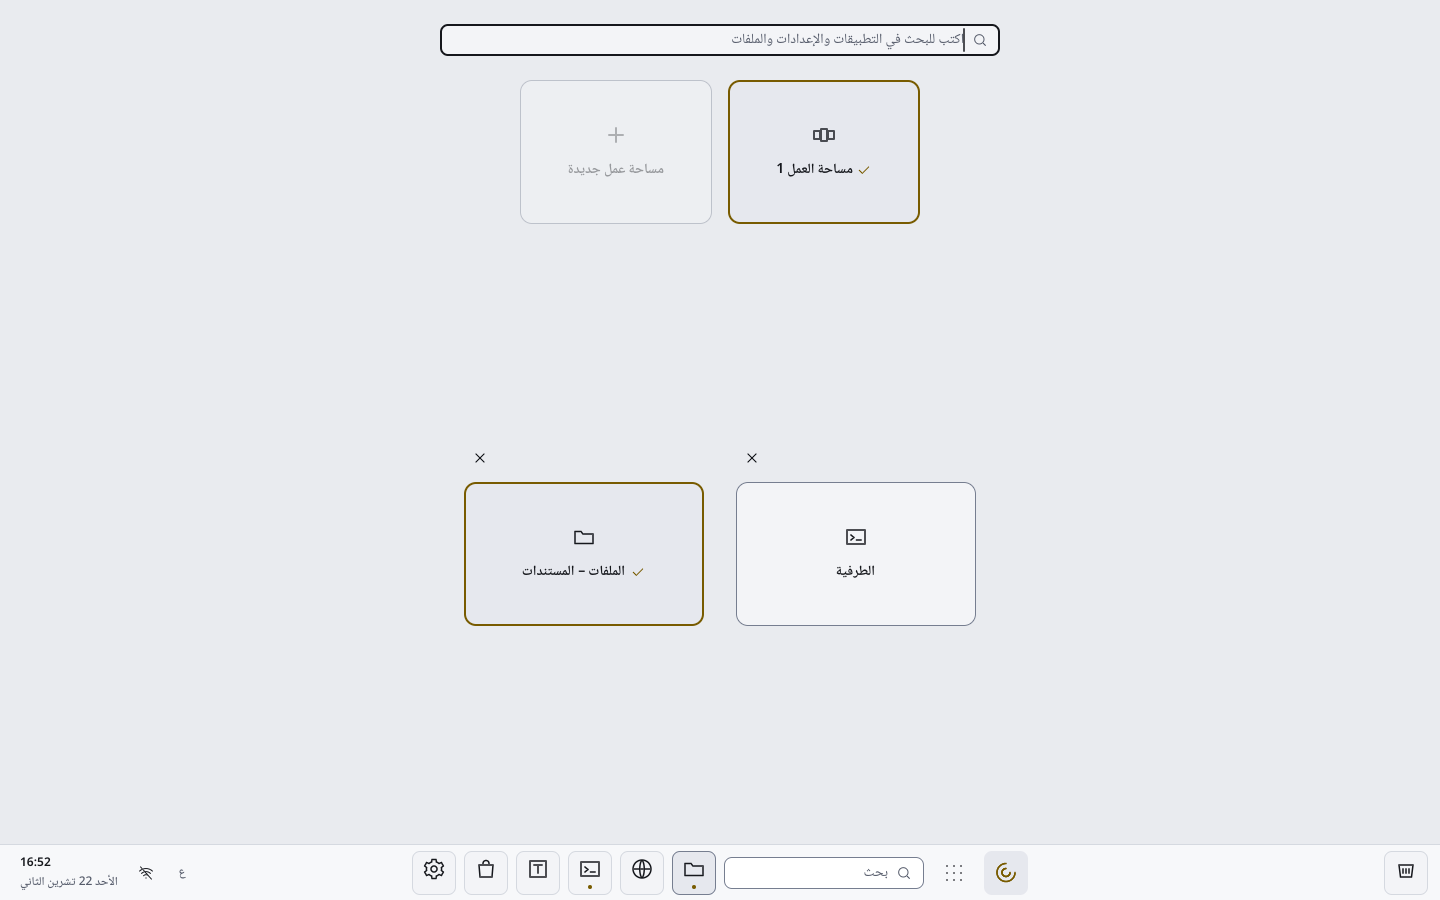 اكتب للبحث في التطبيقات والإعدادات والملفات
مساحة العمل 1
مساحة عمل جديدة
الطرفية
الملفات – المستندات
بحث
ع
16:52
الأحد 22 تشرين الثاني